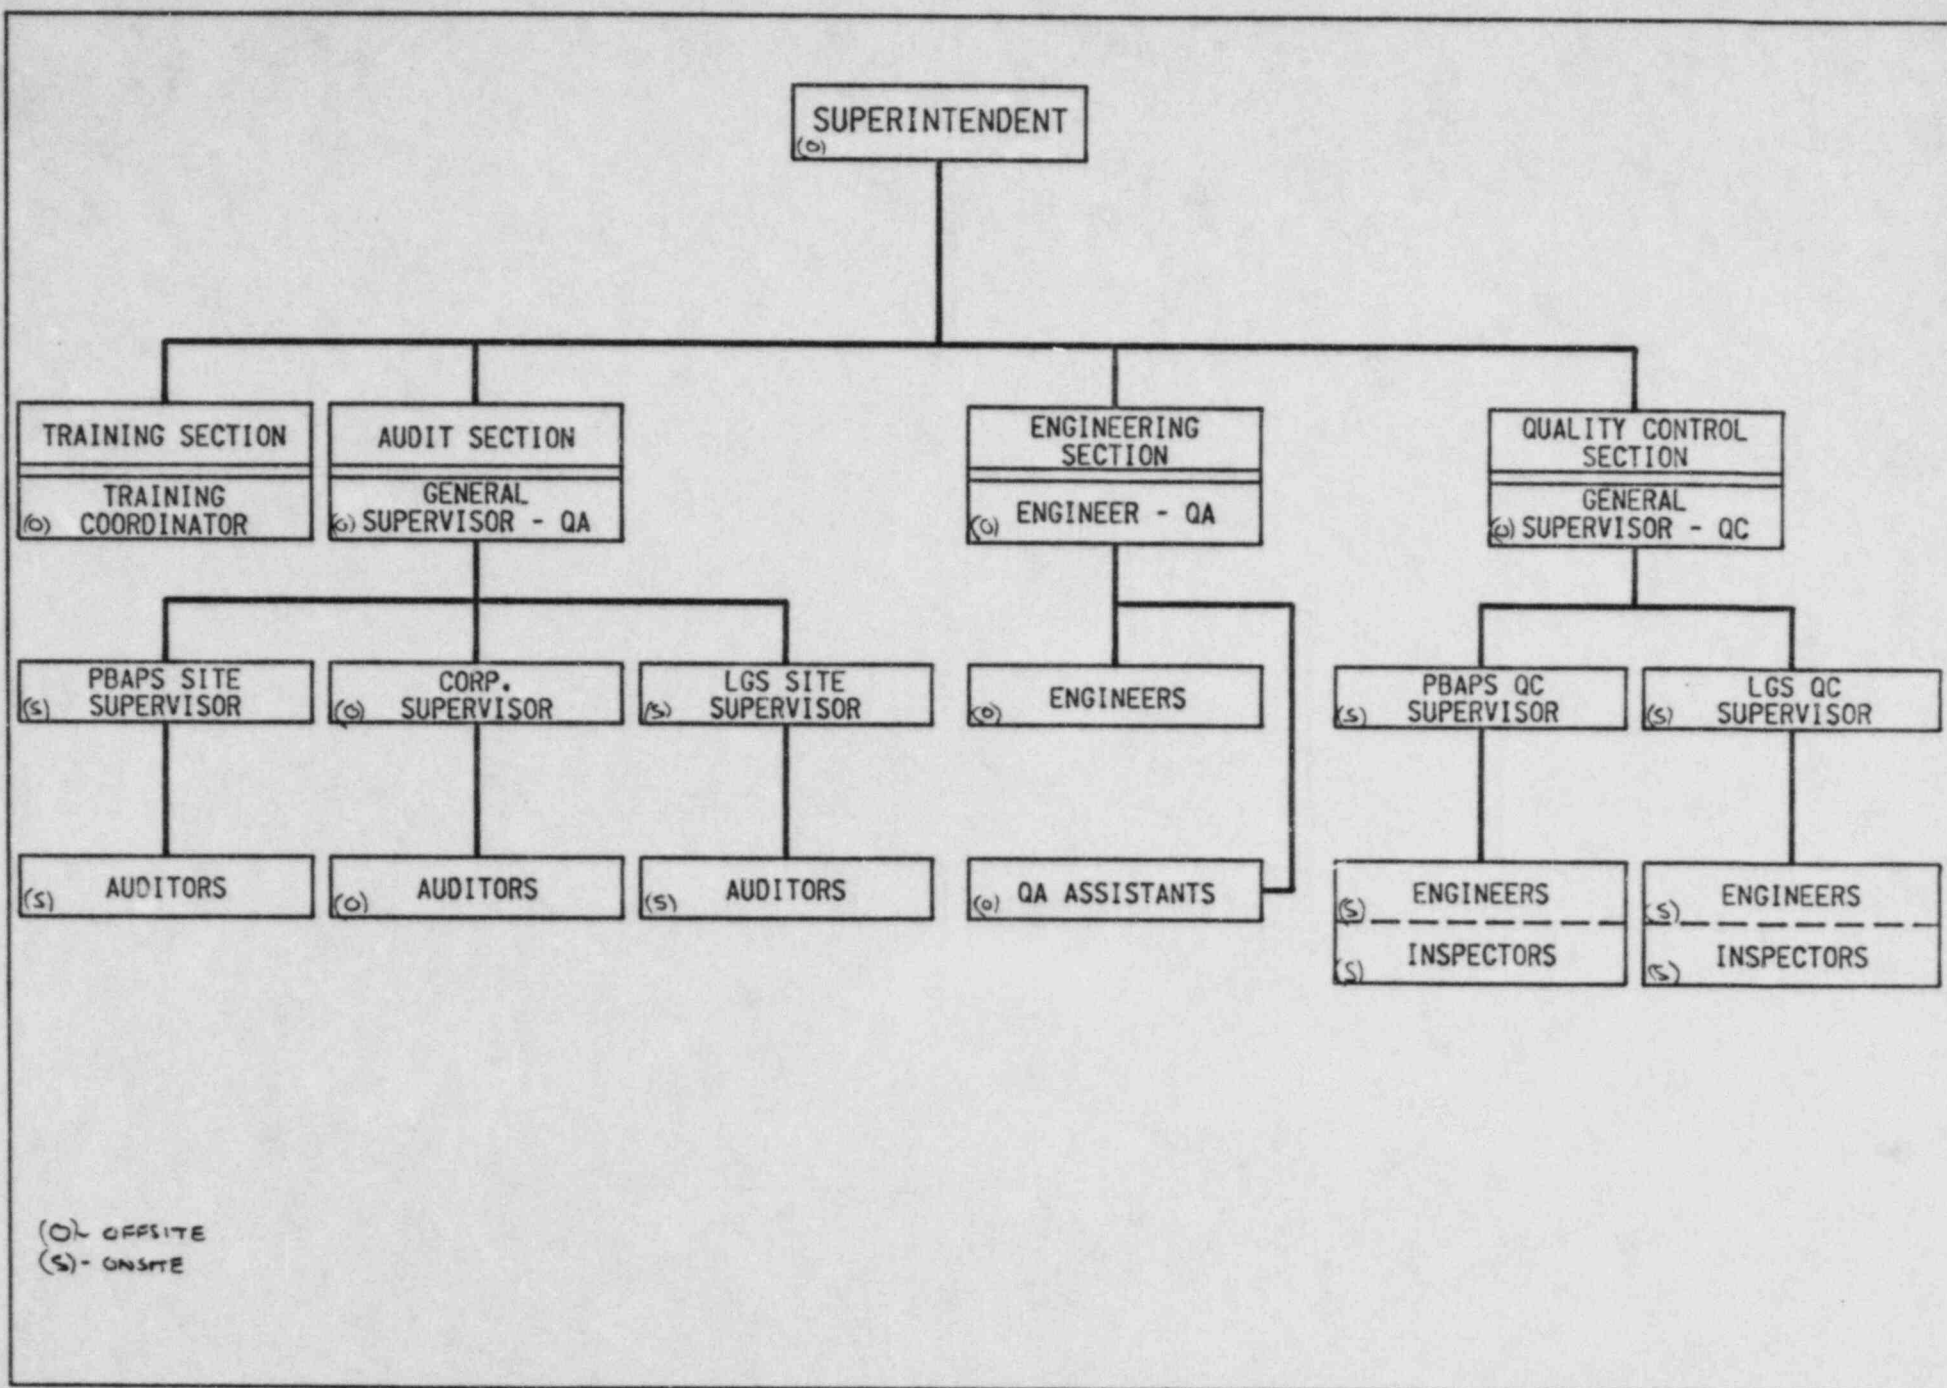 SUPERINTENDENT
(O)
TRAINING SECTION
TRAINING
(O) COORDINATOR
AUDIT SECTION
GENERAL
(O) SUPERVISOR - QA
ENGINEERING
SECTION
(O) ENGINEER - QA
QUALITY CONTROL
SECTION
GENERAL
(O) SUPERVISOR - QC
PBAPS SITE
(S) SUPERVISOR
CORP.
(O) SUPERVISOR
LGS SITE
(S) SUPERVISOR
(O) ENGINEERS
PBAPS QC
(S) SUPERVISOR
LGS QC
(S) SUPERVISOR
(S) AUDITORS
(O) AUDITORS
(S) AUDITORS
(O) QA ASSISTANTS
(S) ENGINEERS
(S) INSPECTORS
(S) ENGINEERS
(S) INSPECTORS
(O)- OFFSITE
(S)- ONSITE